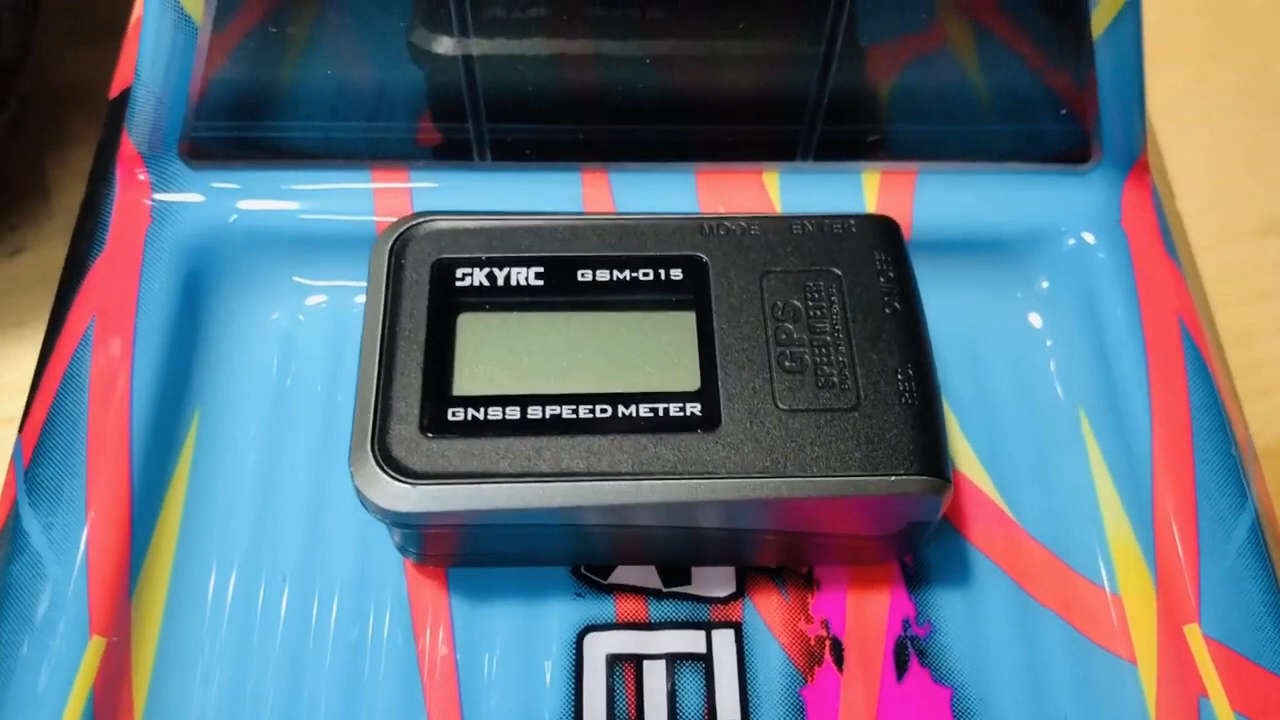 MODE ENTER
SKYRC GSM-015
GNSS SPEED METER
GPS
SPEED METER
ON/OFF
REC